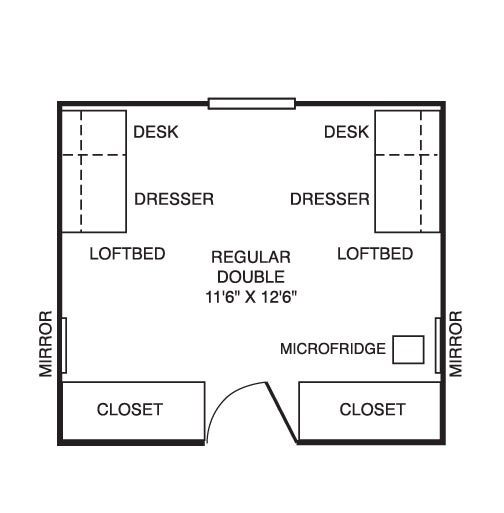 DESK
DESK
DRESSER
DRESSER
LOFTBED
LOFTBED
REGULAR
DOUBLE
11'6" X 12'6"
MIRROR
MICROFRIDGE
MIRROR
CLOSET
CLOSET